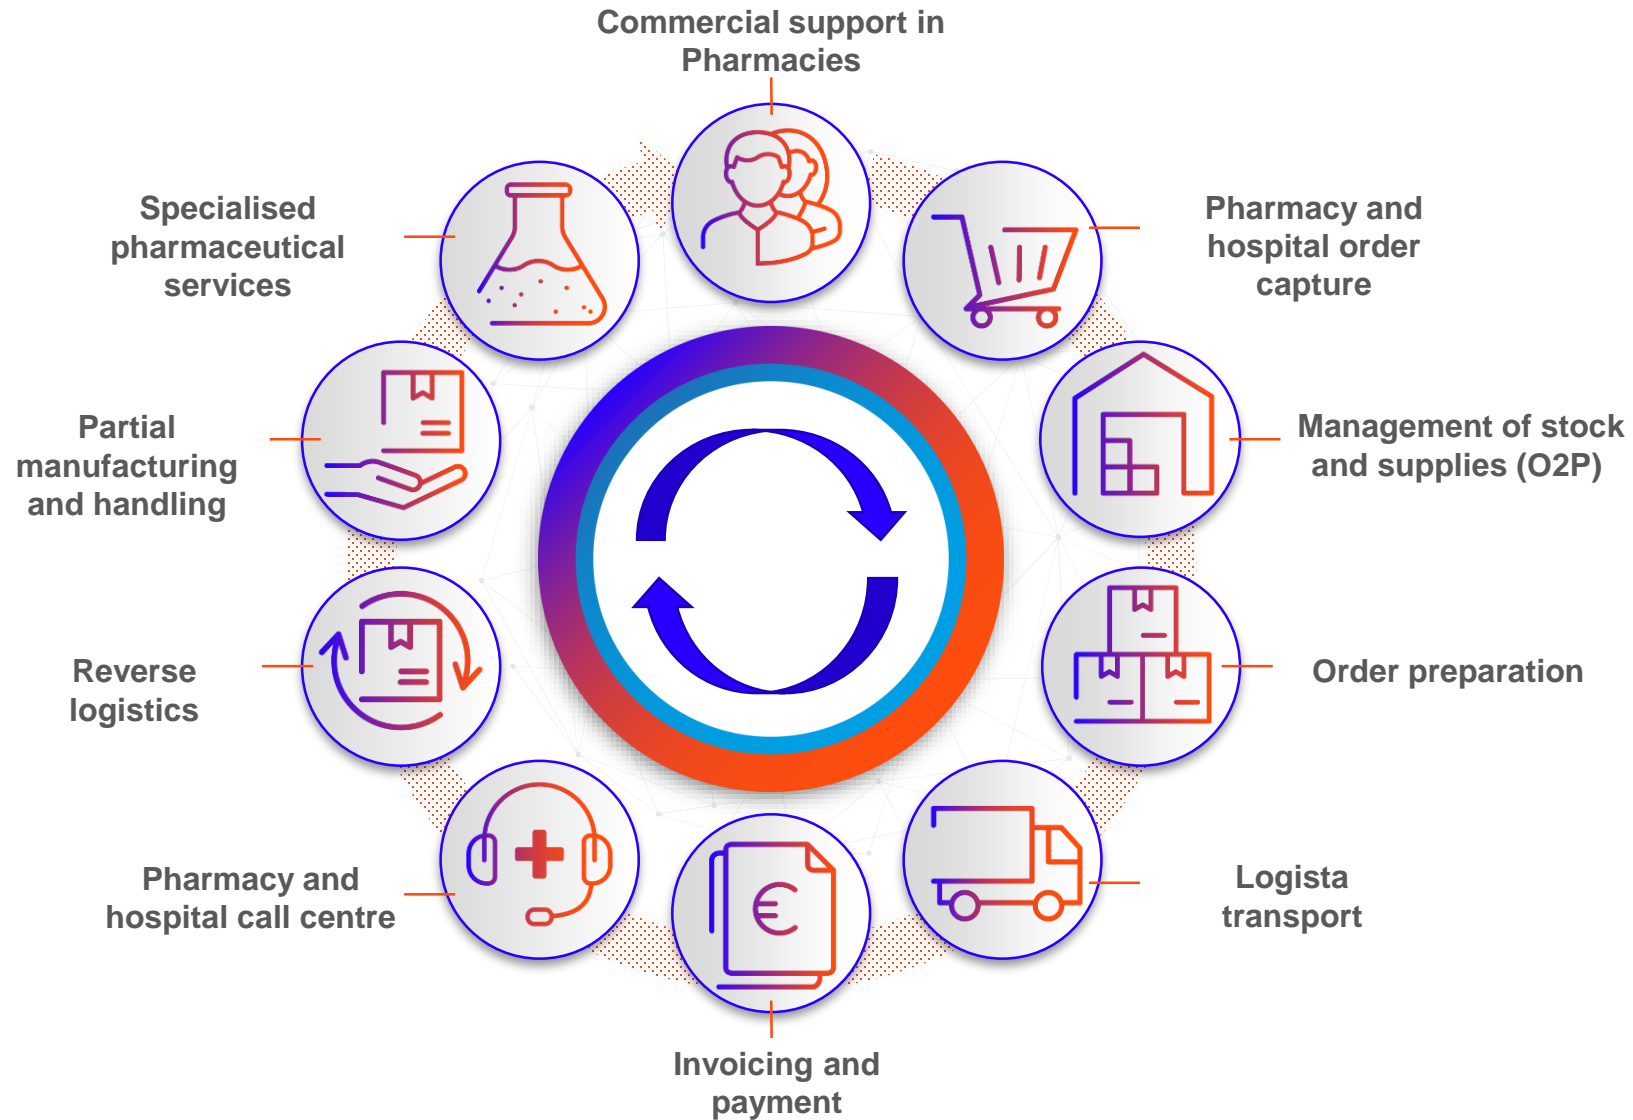 Commercial support in
Pharmacies
Specialised
pharmaceutical
services
Pharmacy and
hospital order
capture
Partial
manufacturing
and handling
Management of stock
and supplies (O2P)
Reverse
logistics
Order preparation
Pharmacy and
hospital call centre
Logista
transport
€
Invoicing and
payment